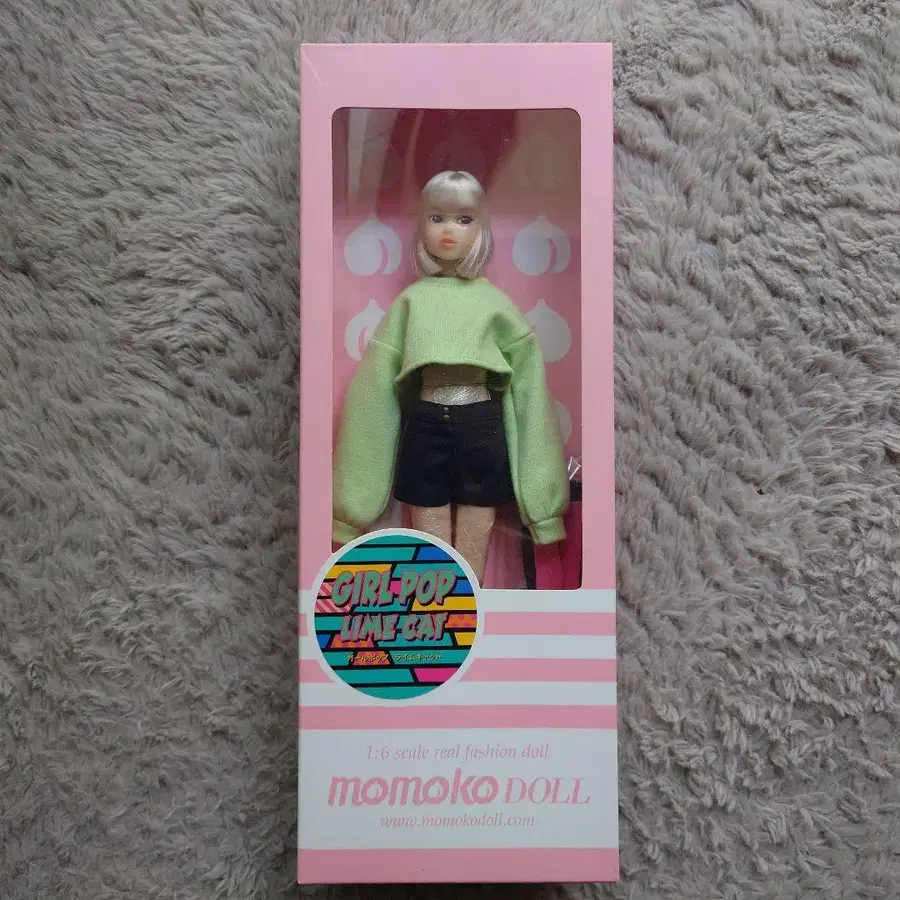 GIRL POP
LIME CAT
ガールポップ ライムキャット
1:6 scale real fashion doll
momoko DOLL
www.momokodoll.com